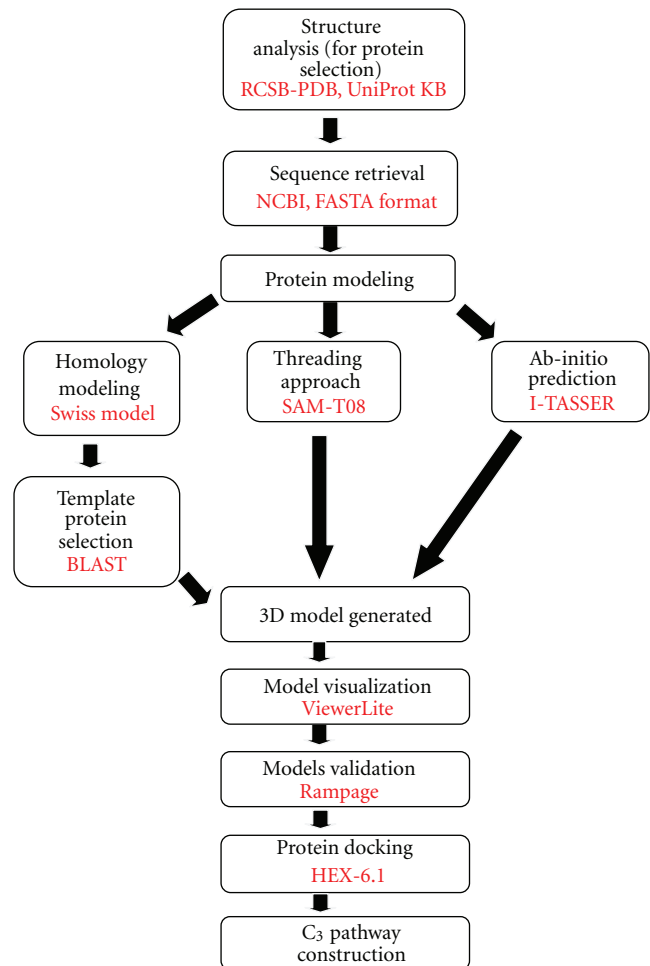 Structure
analysis (for protein
selection)
RCSB-PDB, UniProt KB
Sequence retrieval
NCBI, FASTA format
Protein modeling
Homology
modeling
Swiss model
Threading
approach
SAM-T08
Ab-initio
prediction
I-TASSER
Template
protein
selection
BLAST
3D model generated
Model visualization
ViewerLite
Models validation
Rampage
Protein docking
HEX-6.1
C3 pathway
construction